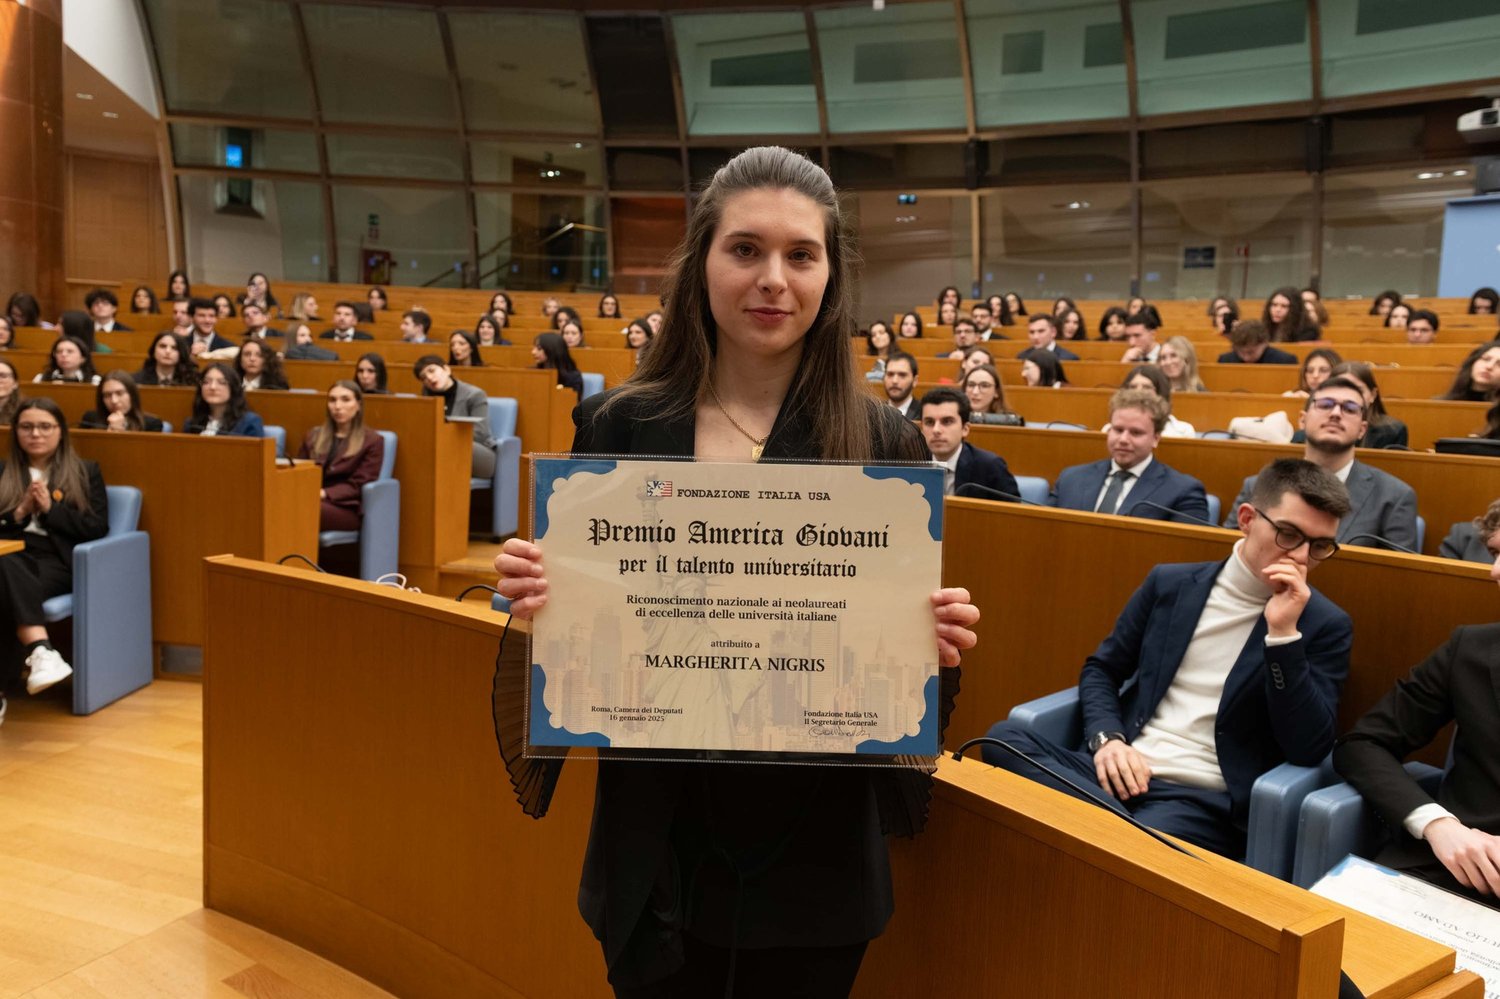 FONDAZIONE ITALIA USA
Premio America Giovani
per il talento universitario
Riconoscimento nazionale ai neolaureati
di eccellenza delle università italiane
attribuito a
MARGHERITA NIGRIS
Roma, Camera dei Deputati
16 gennaio 2025
Fondazione Italia USA
Il Segretario Generale
ADAMO